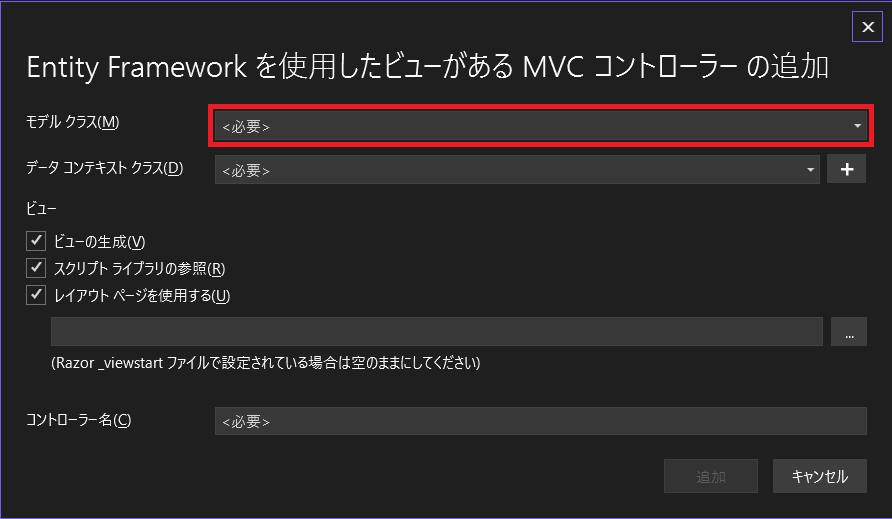 Entity Framework を使用したビューがある MVC コントローラー の追加
モデル クラス(M) <必要>
データ コンテキスト クラス(D) <必要>
ビュー
ビューの生成(V)
スクリプト ライブラリの参照(R)
レイアウト ページを使用する(U)
...
(Razor _viewstart ファイルで設定されている場合は空のままにしてください)
コントローラー名(C) <必要>
追加 キャンセル